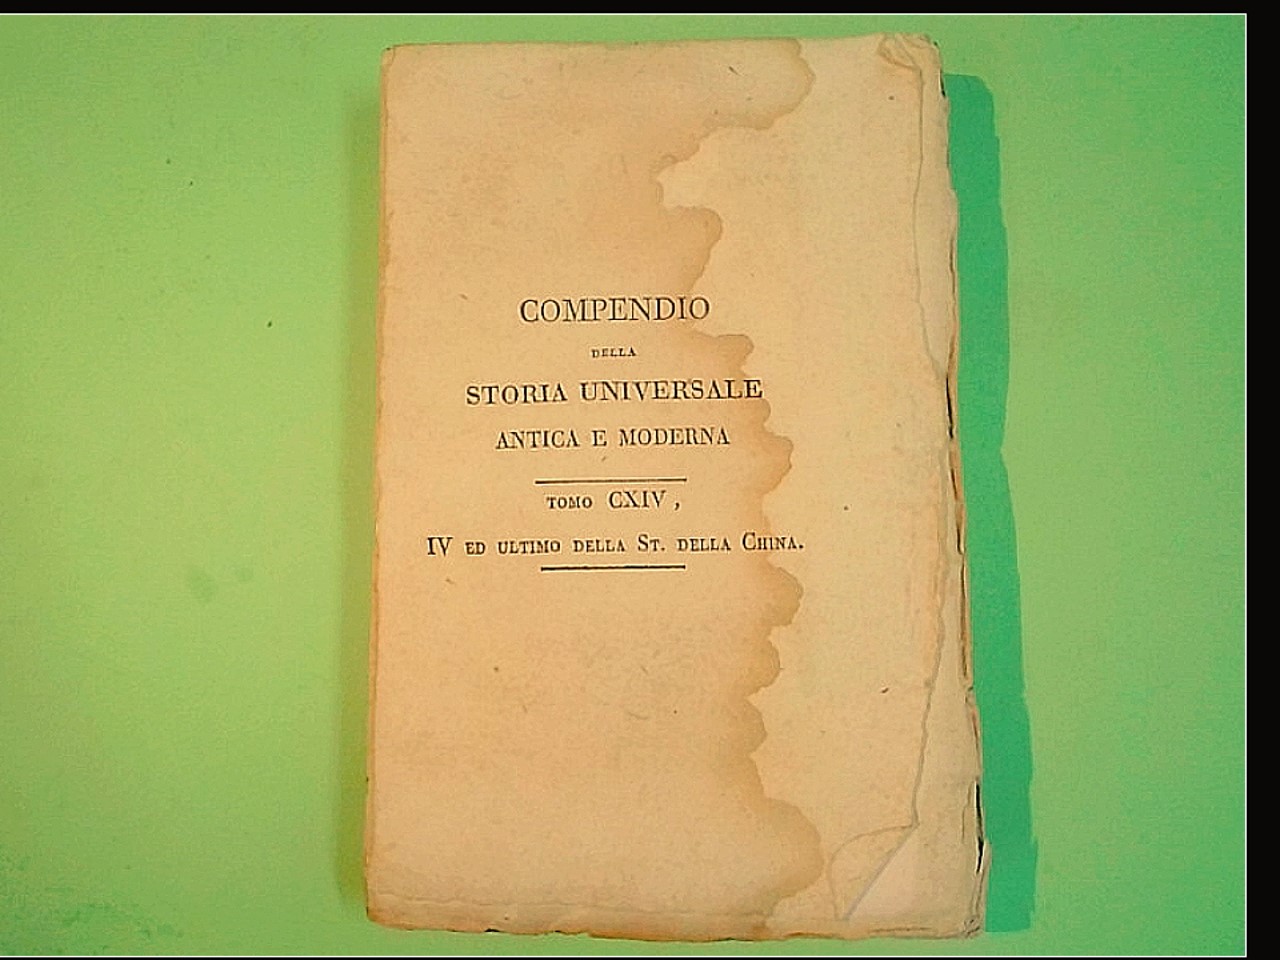 COMPENDIO
DELLA
STORIA UNIVERSALE
ANTICA E MODERNA
TOMO CXIV,
IV ED ULTIMO DELLA ST. DELLA CHINA.